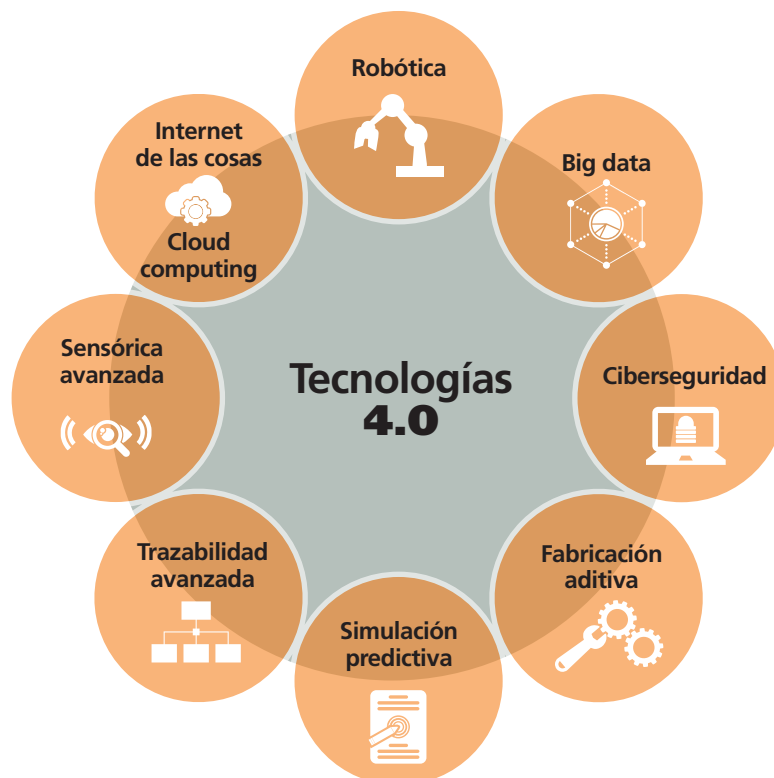 Robótica
Big data
Ciberseguridad
Fabricación
aditiva
Simulación
predictiva
Trazabilidad
avanzada
Sensórica
avanzada
Internet
de las cosas
Cloud
computing
Tecnologías
4.0